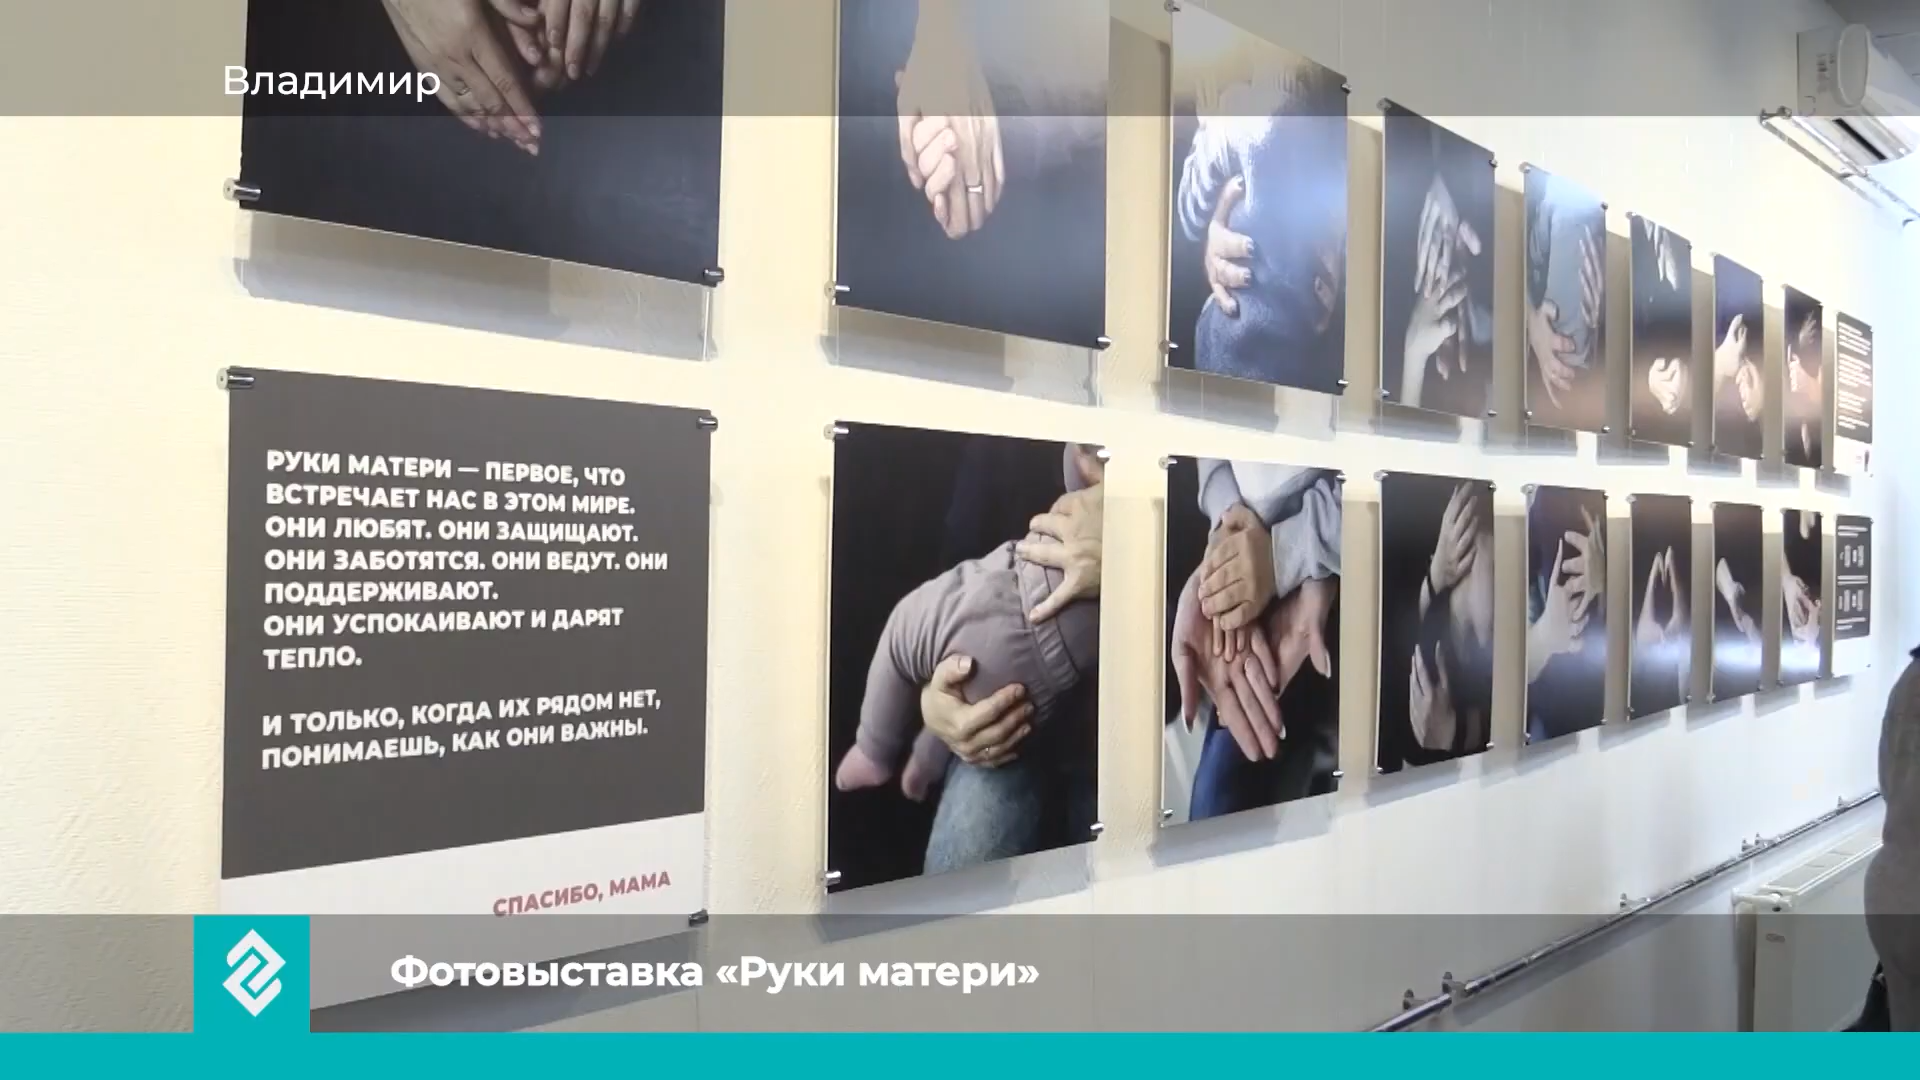 Владимир
РУКИ МАТЕРИ — ПЕРВОЕ, ЧТО
ВСТРЕЧАЕТ НАС В ЭТОМ МИРЕ.
ОНИ ЛЮБЯТ. ОНИ ЗАЩИЩАЮТ.
ОНИ ЗАБОТЯТСЯ. ОНИ ВЕДУТ. ОНИ
ПОДДЕРЖИВАЮТ.
ОНИ УСПОКАИВАЮТ И ДАРЯТ
ТЕПЛО.
И ТОЛЬКО, КОГДА ИХ РЯДОМ НЕТ,
ПОНИМАЕШЬ, КАК ОНИ ВАЖНЫ.
СПАСИБО, МАМА
Фотовыставка «Руки матери»